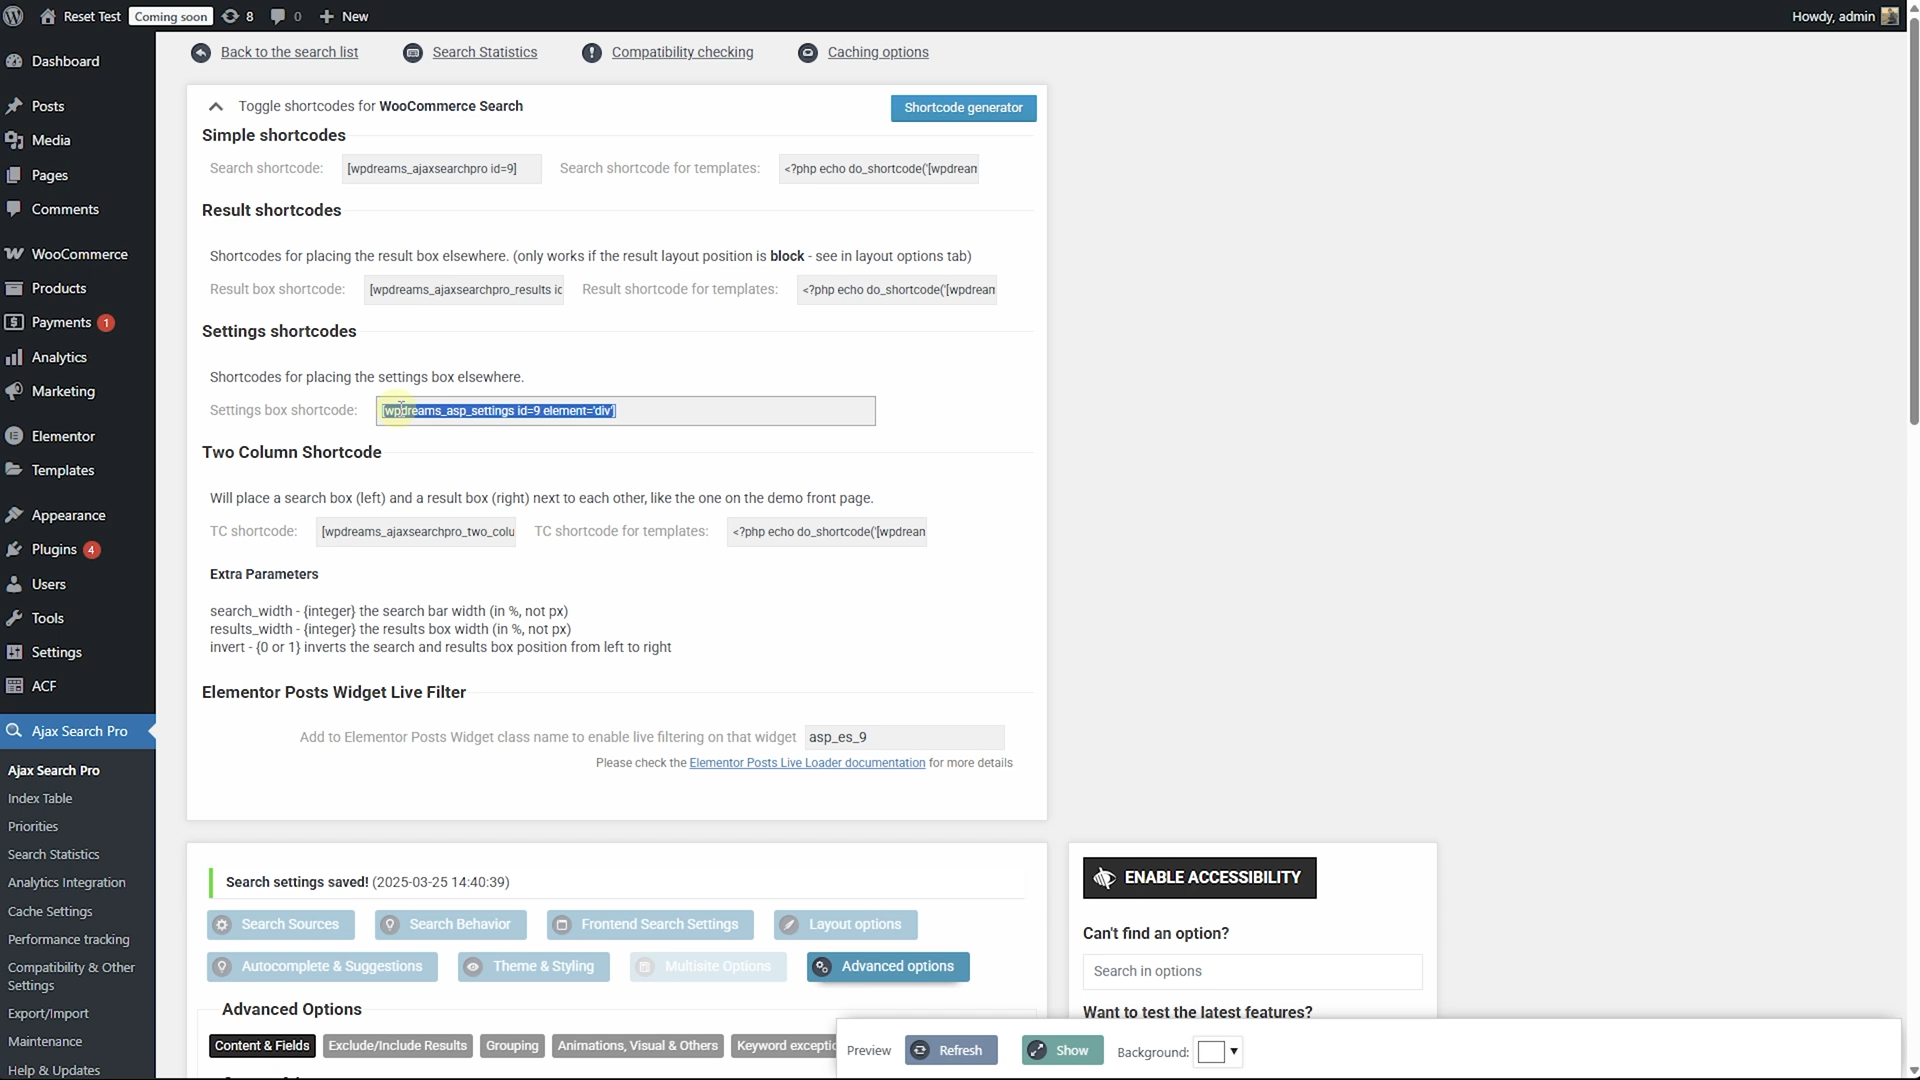 Reset Test Coming soon 8 0 New Howdy, admin
Dashboard
Posts
Media
Pages
Comments
WooCommerce
Products
Payments 1
Analytics
Marketing
Elementor
Templates
Appearance
Plugins 4
Users
Tools
Settings
ACF
Ajax Search Pro
Ajax Search Pro
Index Table
Priorities
Search Statistics
Analytics Integration
Cache Settings
Performance tracking
Compatibility & Other
Settings
Export/Import
Maintenance
Help & Updates
Back to the search list Search Statistics Compatibility checking Caching options
Toggle shortcodes for WooCommerce Search Shortcode generator
Simple shortcodes
Search shortcode: [wpdreams_ajaxsearchpro id=9] Search shortcode for templates: <?php echo do_shortcode('[wpdream
Result shortcodes
Shortcodes for placing the result box elsewhere. (only works if the result layout position is block - see in layout options tab)
Result box shortcode: [wpdreams_ajaxsearchpro_results ic Result shortcode for templates: <?php echo do_shortcode('[wpdream
Settings shortcodes
Shortcodes for placing the settings box elsewhere.
Settings box shortcode: [wpdreams_asp_settings id=9 element='div']
Two Column Shortcode
Will place a search box (left) and a result box (right) next to each other, like the one on the demo front page.
TC shortcode: [wpdreams_ajaxsearchpro_two_colu TC shortcode for templates: <?php echo do_shortcode('[wpdream
Extra Parameters
search_width - {integer} the search bar width (in %, not px)
results_width - {integer} the results box width (in %, not px)
invert - {0 or 1} inverts the search and results box position from left to right
Elementor Posts Widget Live Filter
Add to Elementor Posts Widget class name to enable live filtering on that widget asp_es_9
Please check the Elementor Posts Live Loader documentation for more details
Search settings saved! (2025-03-25 14:40:39)
Search Sources Search Behavior Frontend Search Settings Layout options
Autocomplete & Suggestions Theme & Styling Multisite Options Advanced options
Advanced Options
Content & Fields Exclude/Include Results Grouping Animations, Visual & Others Keyword exceptio
ENABLE ACCESSIBILITY
Can't find an option?
Search in options
Want to test the latest features?
Preview Refresh Show Background: